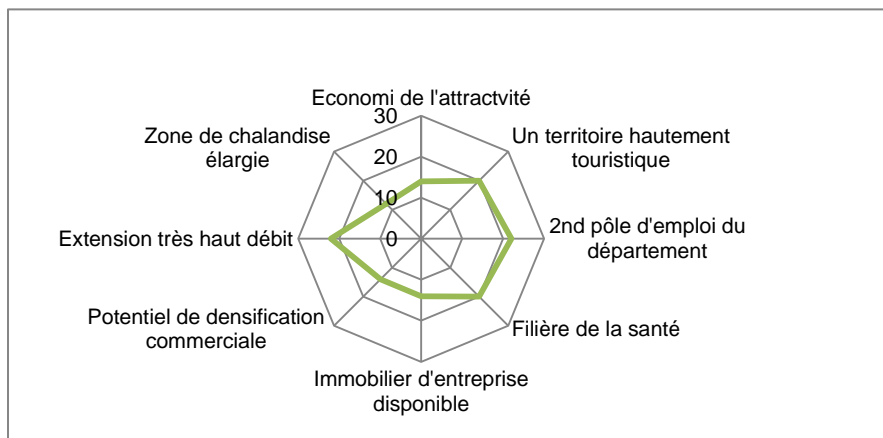 Economi de l'attractvité
Un territoire hautement
touristique
2nd pôle d'emploi du
département
Filière de la santé
Immobilier d'entreprise
disponible
Potentiel de densification
commerciale
Extension très haut débit
Zone de chalandise
élargie
30
20
10
0